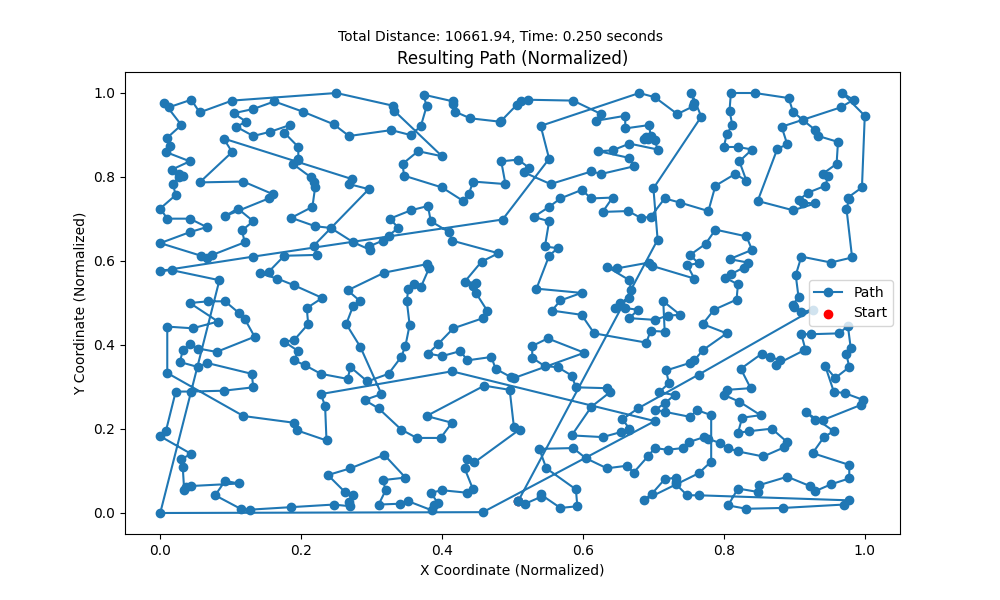 Total Distance: 10661.94, Time: 0.250 seconds
Resulting Path (Normalized)
1.0
0.8
0.6
0.4
0.2
0.0
Y Coordinate (Normalized)
Path
Start
0.0 0.2 0.4 0.6 0.8 1.0
X Coordinate (Normalized)